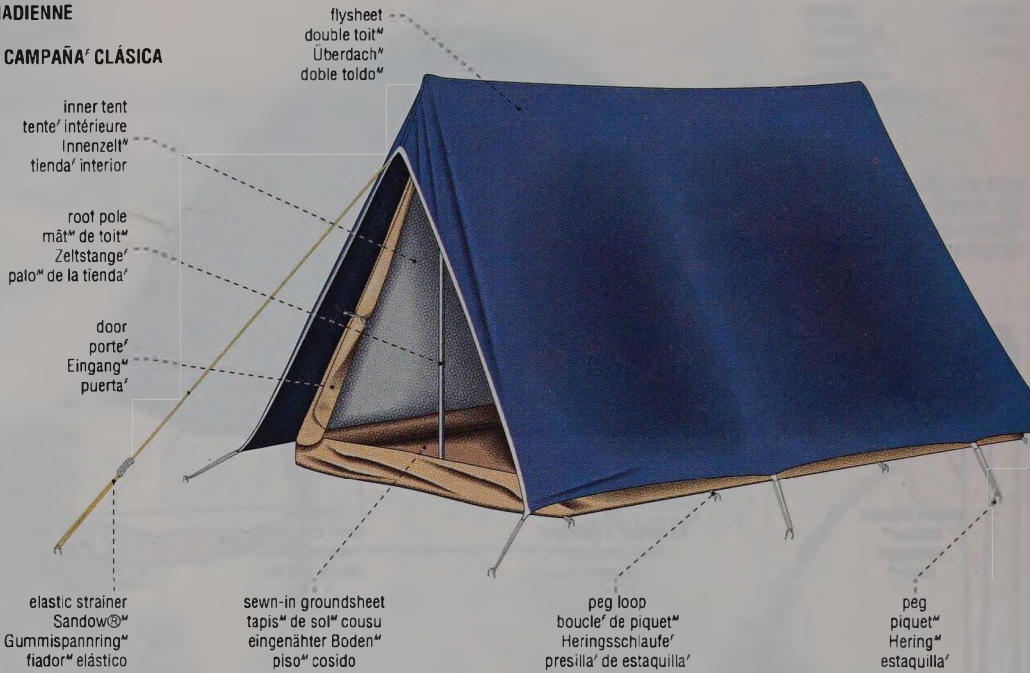 CAMPAÑAᶠ CLÁSICA
flysheet
double toitᴹ
Überdachᴹ
doble toldoᴹ
inner tent
tenteᶠ intérieure
Innenzeltᴹ
tiendaᶠ interior
roof pole
mâtᴹ de toitᴹ
Zeltstangeᶠ
paloᴹ de la tiendaᶠ
door
porteᶠ
Eingangᴹ
puertaᶠ
elastic strainer
Sandow®ᴹ
Gummispannringᴹ
fiadorᴹ elástico
sewn-in groundsheet
tapisᴹ de solᴹ cousu
eingenähter Bodenᴹ
pisoᴹ cosido
peg loop
boucleᶠ de piquetᴹ
Heringsschlaufeᶠ
presillaᶠ de estaquillaᶠ
peg
piquetᴹ
Heringᴹ
estaquillaᶠ